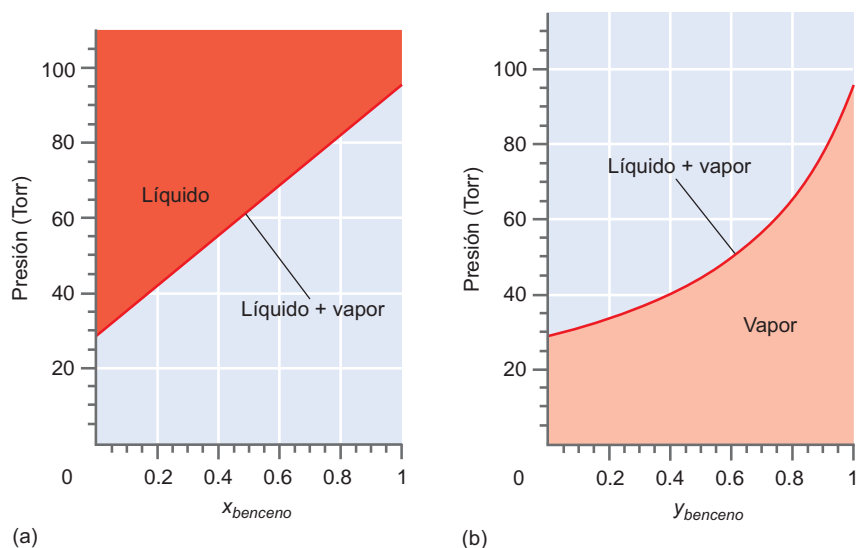 Presión (Torr)
100
80
60
40
20
0
0.2
0.4
0.6
0.8
1
Líquido
Líquido + vapor
x benceno
(a)
Presión (Torr)
100
80
60
40
20
0
0.2
0.4
0.6
0.8
1
Líquido + vapor
Vapor
y benceno
(b)